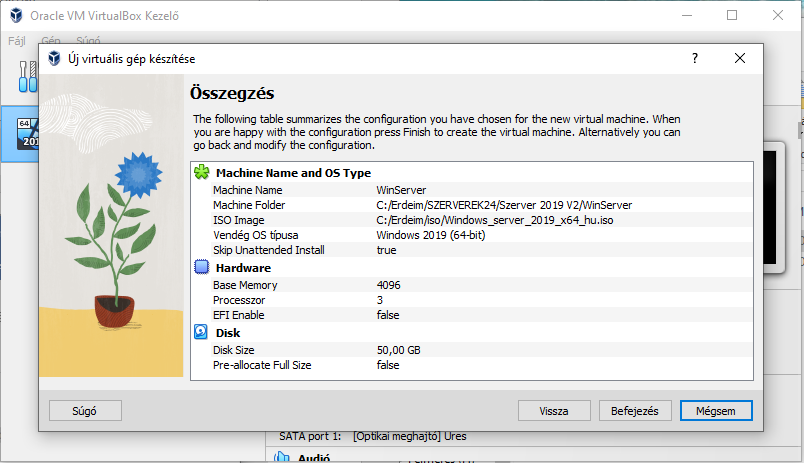 Oracle VM VirtualBox Kezelő
Fájl Gép Súgó
Új virtuális gép készítése
?
64
201
Összegzés
The following table summarizes the configuration you have chosen for the new virtual machine. When
you are happy with the configuration press Finish to create the virtual machine. Alternatively you can
go back and modify the configuration.
Machine Name and OS Type
Machine Name WinServer
Machine Folder C:/Erdeim/SZERVEREK24/Szerver 2019 V2/WinServer
ISO Image C:/Erdeim/iso/Windows_server_2019_x64_hu.iso
Vendég OS típusa Windows 2019 (64-bit)
Skip Unattended Install true
Hardware
Base Memory 4096
Processzor 3
EFI Enable false
Disk
Disk Size 50,00 GB
Pre-allocate Full Size false
Súgó Vissza Befejezés Mégsem
SATA port 1: [Optikai meghajtó] Üres
Audió